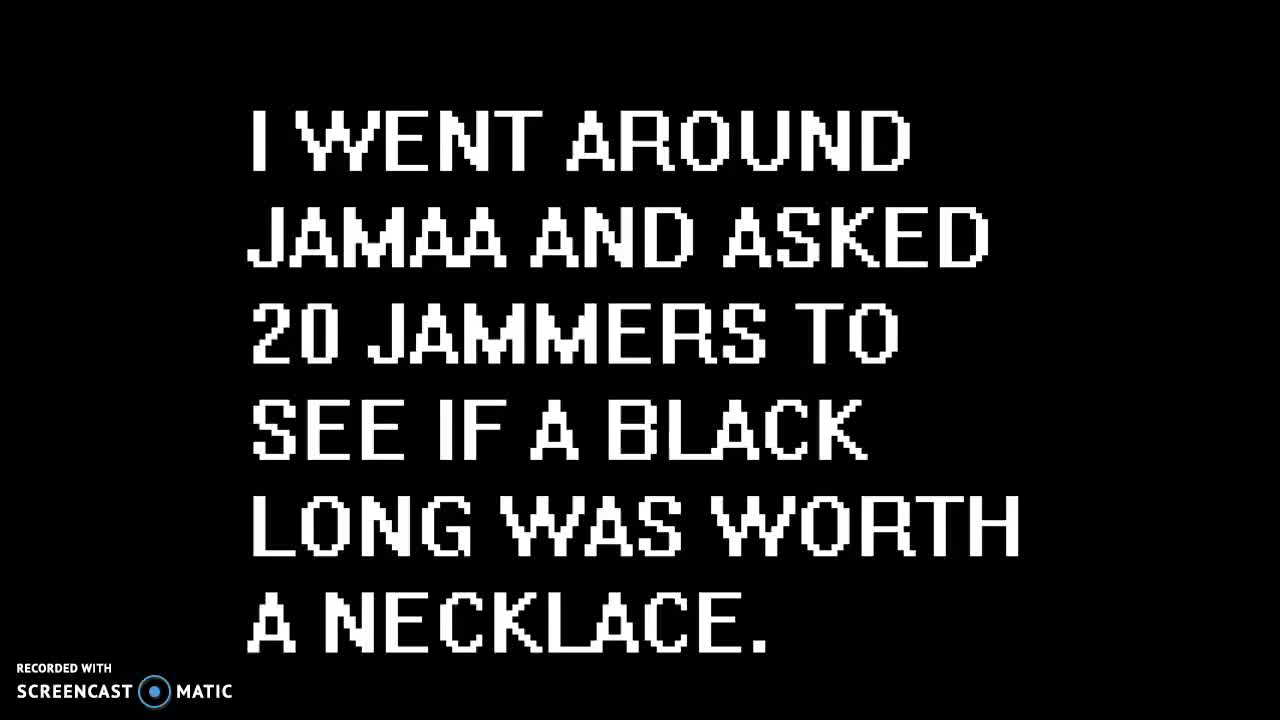 I WENT AROUND
JAMAA AND ASKED
20 JAMMERS TO
SEE IF A BLACK
LONG WAS WORTH
A NECKLACE.
RECORDED WITH
SCREENCAST MATIC